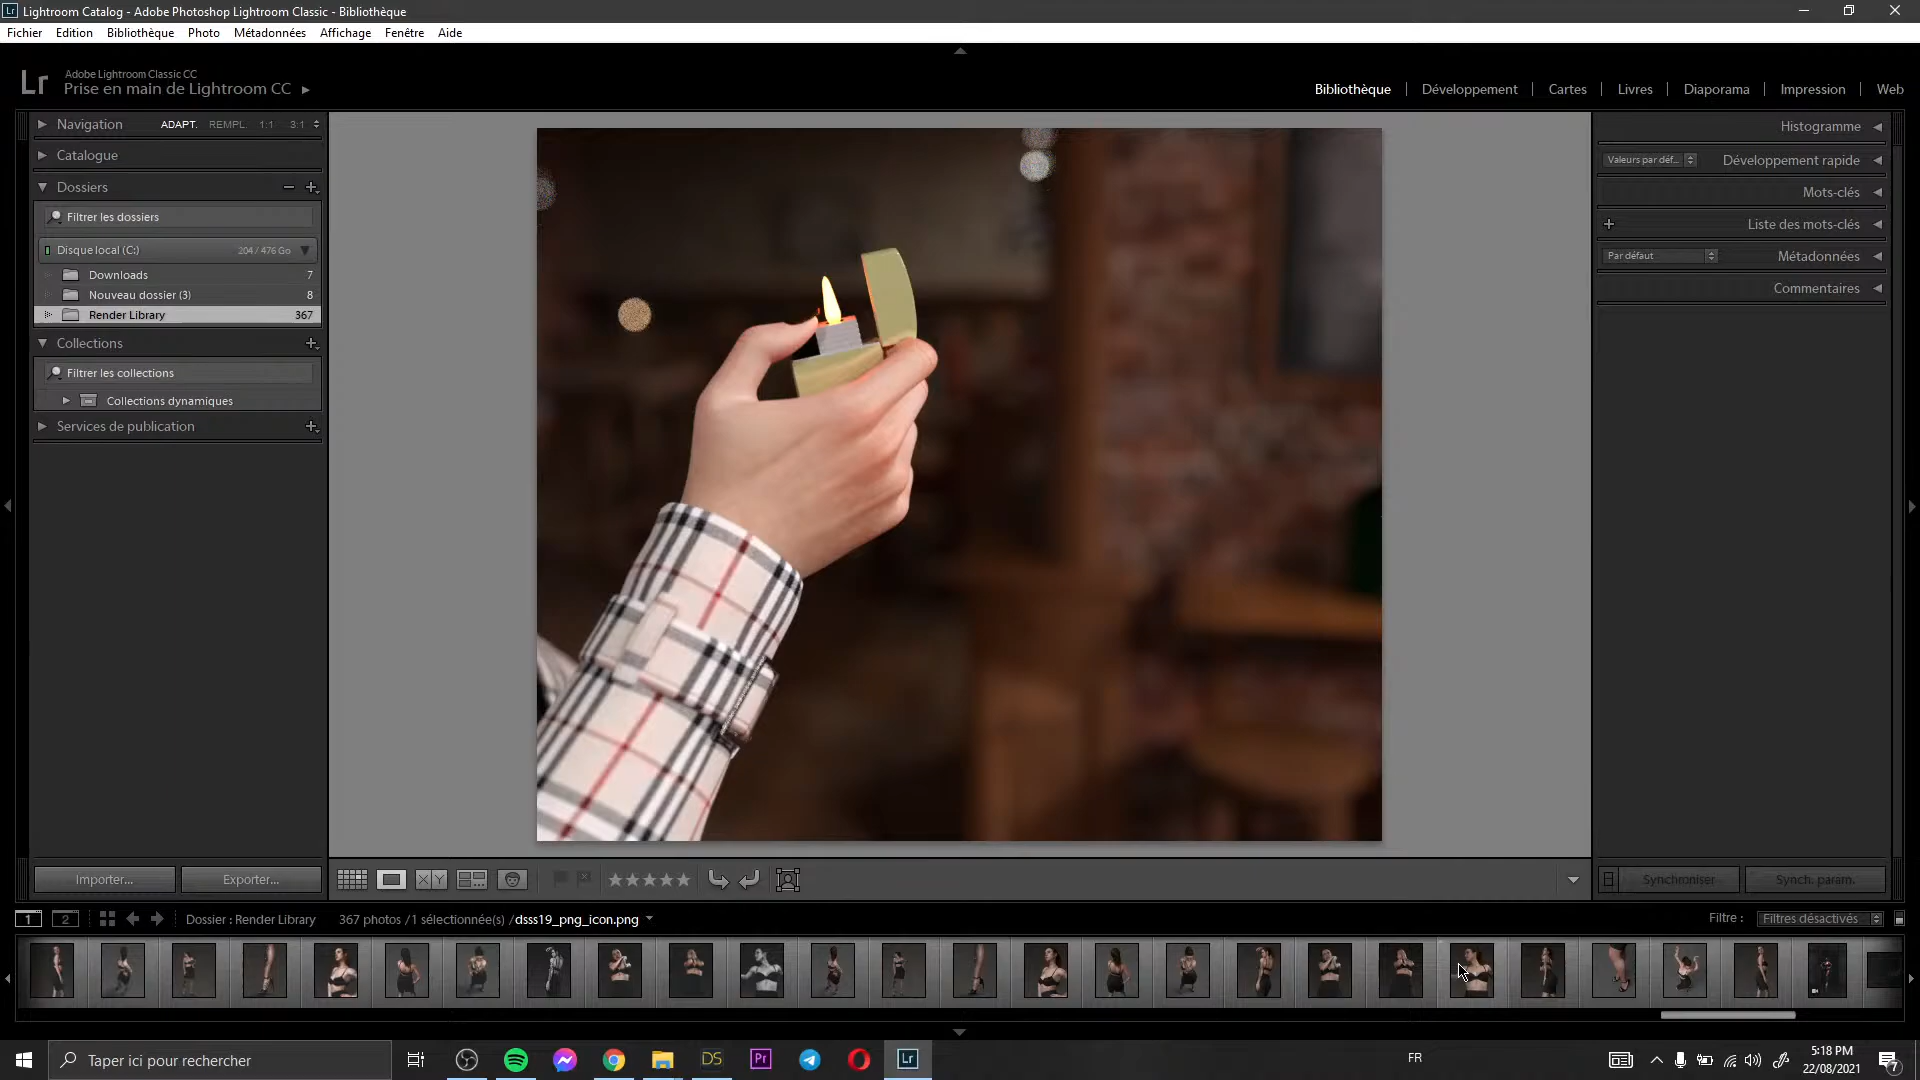 Lr Lightroom Catalog - Adobe Photoshop Lightroom Classic - Bibliothèque
Fichier Edition Bibliothèque Photo Métadonnées Affichage Fenêtre Aide
Lr Adobe Lightroom Classic CC
Prise en main de Lightroom CC
Bibliothèque | Développement | Cartes | Livres | Diaporama | Impression | Web
Navigation ADAPT. REMPL. 1:1 3:1
Catalogue
Dossiers
Filtrer les dossiers
Disque local (C:) 204 / 476 Go
Downloads 7
Nouveau dossier (3) 8
Render Library 367
Collections
Filtrer les collections
Collections dynamiques
Services de publication
Histogramme
Valeurs par déf... Développement rapide
Mots-clés
Liste des mots-clés
Par défaut Métadonnées
Commentaires
Importer... Exporter...
XY
Synchroniser Synch. param.
1 2 Dossier : Render Library 367 photos /1 sélectionnée(s) /dsss19_png_icon.png
Filtre : Filtres désactivés
Taper ici pour rechercher
DS Pr Lr
FR
5:18 PM
22/08/2021
7